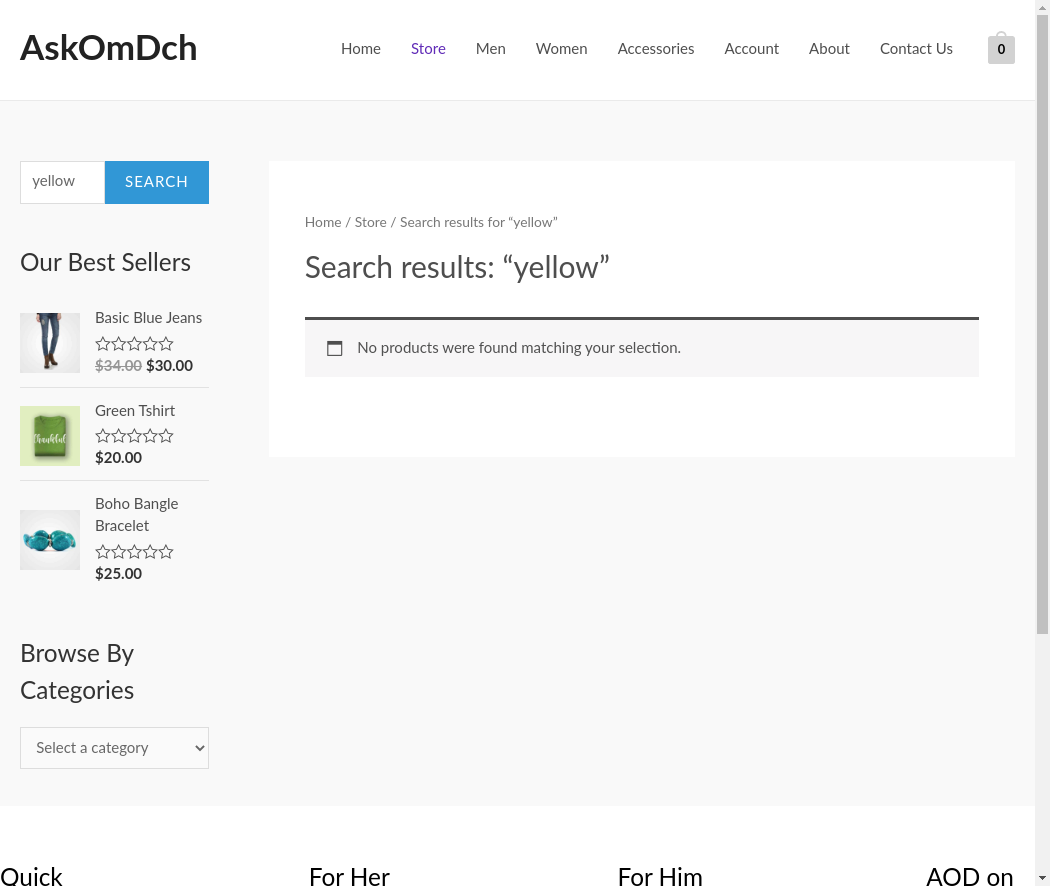 AskOmDch
Home
Store
Men
Women
Accessories
Account
About
Contact Us
0
yellow
SEARCH
Our Best Sellers
Basic Blue Jeans
$34.00 $30.00
Green Tshirt
thankful
$20.00
Boho Bangle
Bracelet
$25.00
Browse By
Categories
Select a category
Home / Store / Search results for “yellow”
Search results: “yellow”
No products were found matching your selection.
Quick
For Her
For Him
AOD on